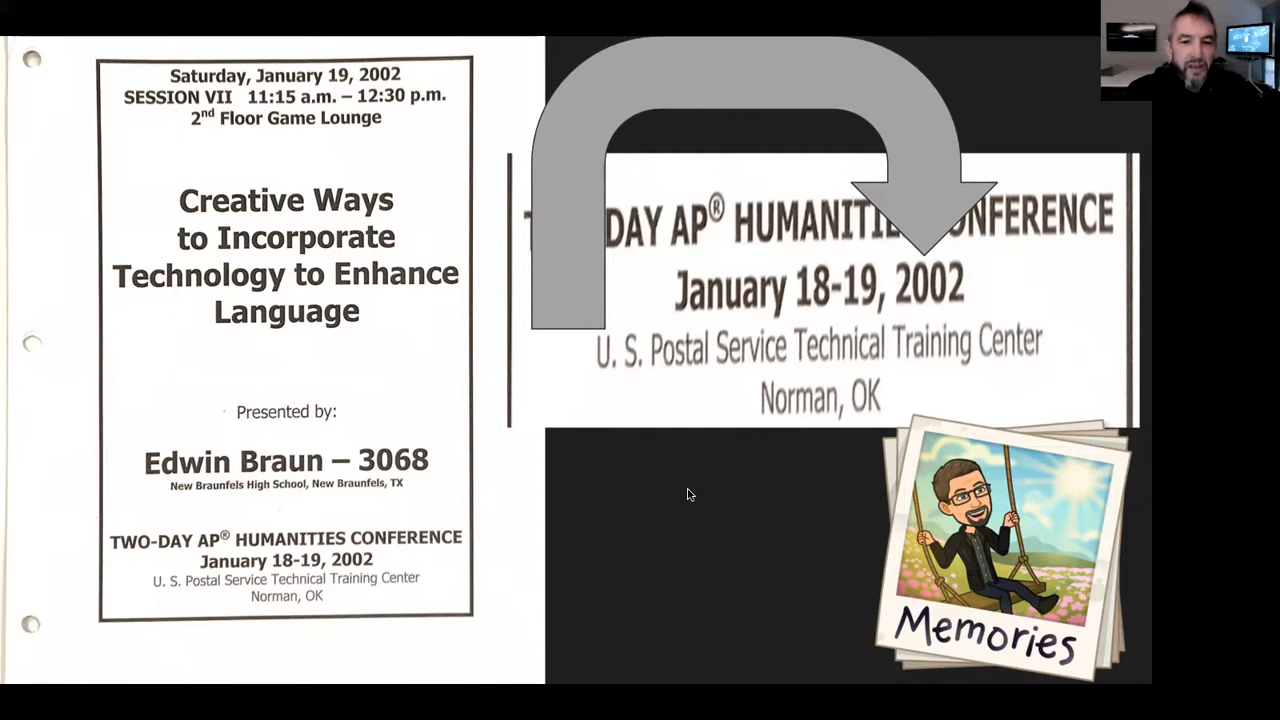 Saturday, January 19, 2002
SESSION VII 11:15 a.m. – 12:30 p.m.
2nd Floor Game Lounge
Creative Ways
to Incorporate
Technology to Enhance
Language
Presented by:
Edwin Braun – 3068
New Braunfels High School, New Braunfels, TX
TWO-DAY AP® HUMANITIES CONFERENCE
January 18-19, 2002
U. S. Postal Service Technical Training Center
Norman, OK
DAY AP® HUMANITIE ONFERENCE
January 18-19, 2002
U. S. Postal Service Technical Training Center
Norman, OK
Memories